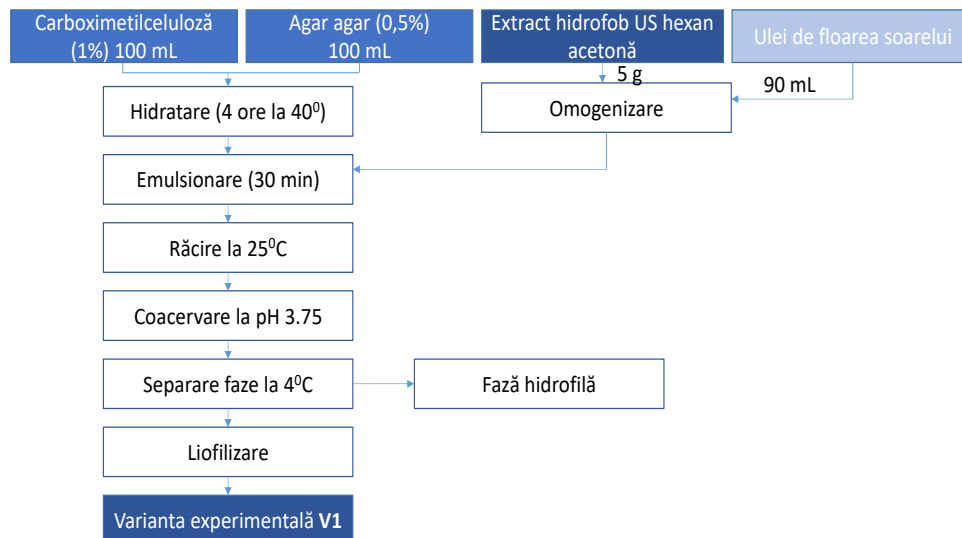 Carboximetilceluloză
(1%) 100 mL
Agar agar (0,5%)
100 mL
Extract hidrofob US hexan
acetonă
Ulei de floarea soarelui
5 g
90 mL
Hidratare (4 ore la 40⁰)
Omogenizare
Emulsionare (30 min)
Răcire la 25⁰C
Coacervare la pH 3.75
Separare faze la 4⁰C
Fază hidrofilă
Liofilizare
Varianta experimentală V1